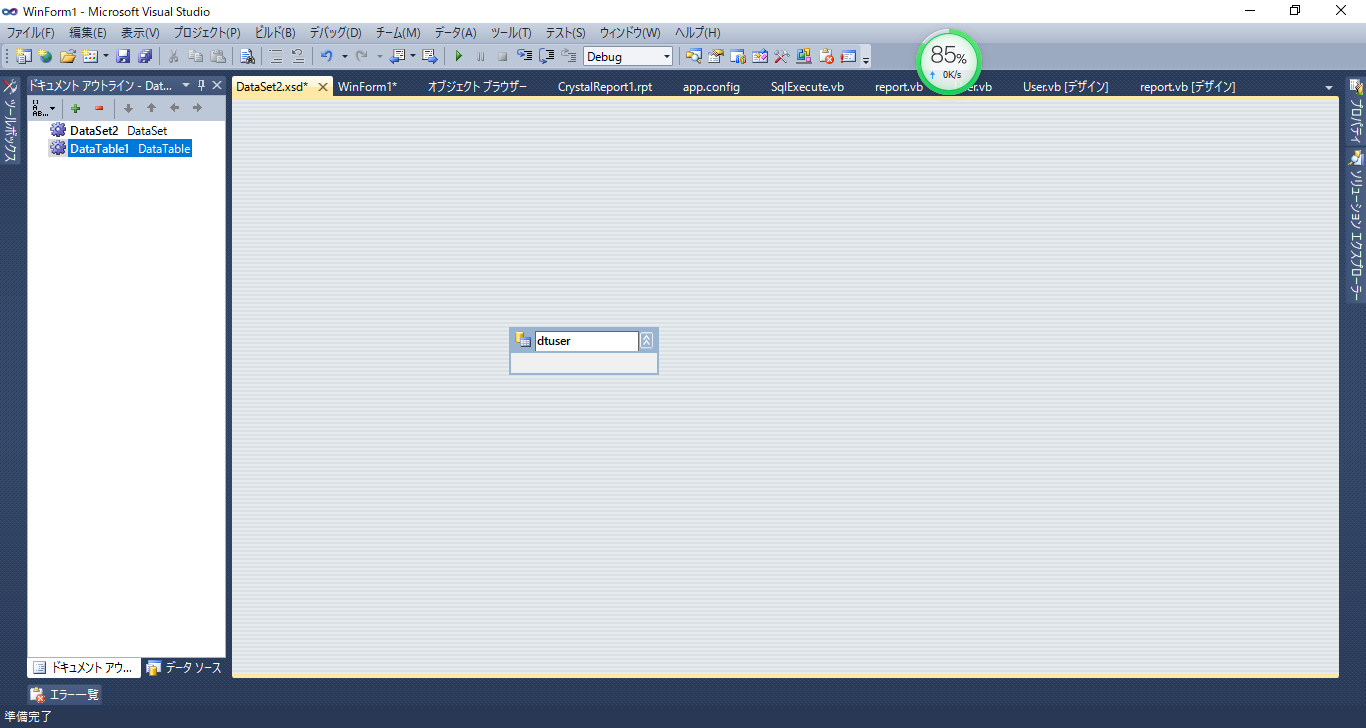 WinForm1 - Microsoft Visual Studio
ファイル(F) 編集(E) 表示(V) プロジェクト(P) ビルド(B) デバッグ(D) チーム(M) データ(A) ツール(T) テスト(S) ウィンドウ(W) ヘルプ(H)
Debug
85%
0K/s
ツールボックス
ドキュメント アウトライン - Dat...
DataSet2.xsd* WinForm1* オブジェクト ブラウザー CrystalReport1.rpt app.config SqlExecute.vb report.vb er.vb User.vb [デザイン] report.vb [デザイン]
DataSet2 DataSet
DataTable1 DataTable
dtuser
プロパティ
ソリューション エクスプローラー
ドキュメント アウ... データ ソース
エラー一覧
準備完了